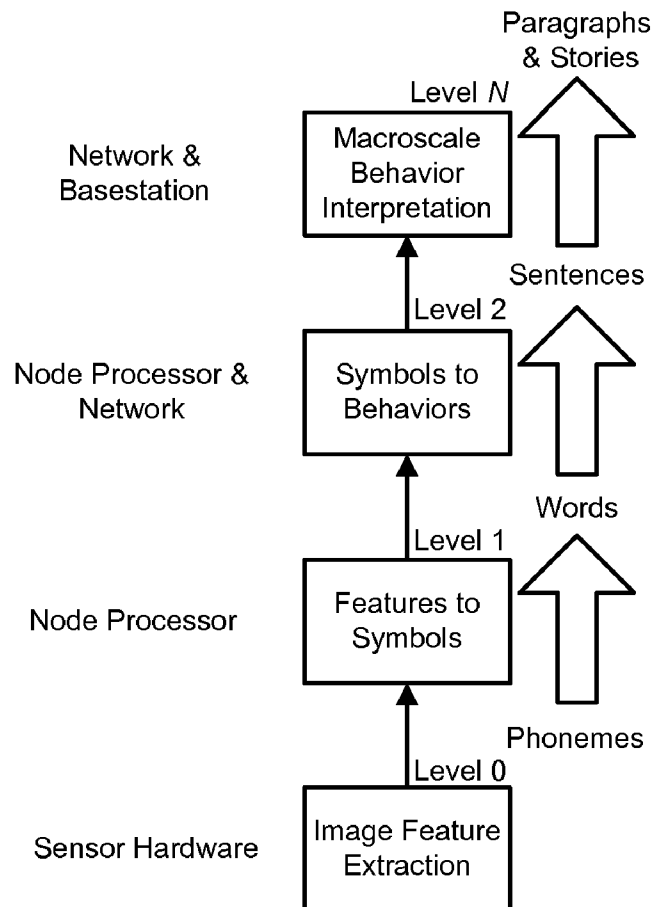 Paragraphs
& Stories
Level N
Network &
Basestation
Macroscale
Behavior
Interpretation
Sentences
Level 2
Node Processor &
Network
Symbols to
Behaviors
Words
Level 1
Node Processor
Features to
Symbols
Phonemes
Level 0
Sensor Hardware
Image Feature
Extraction